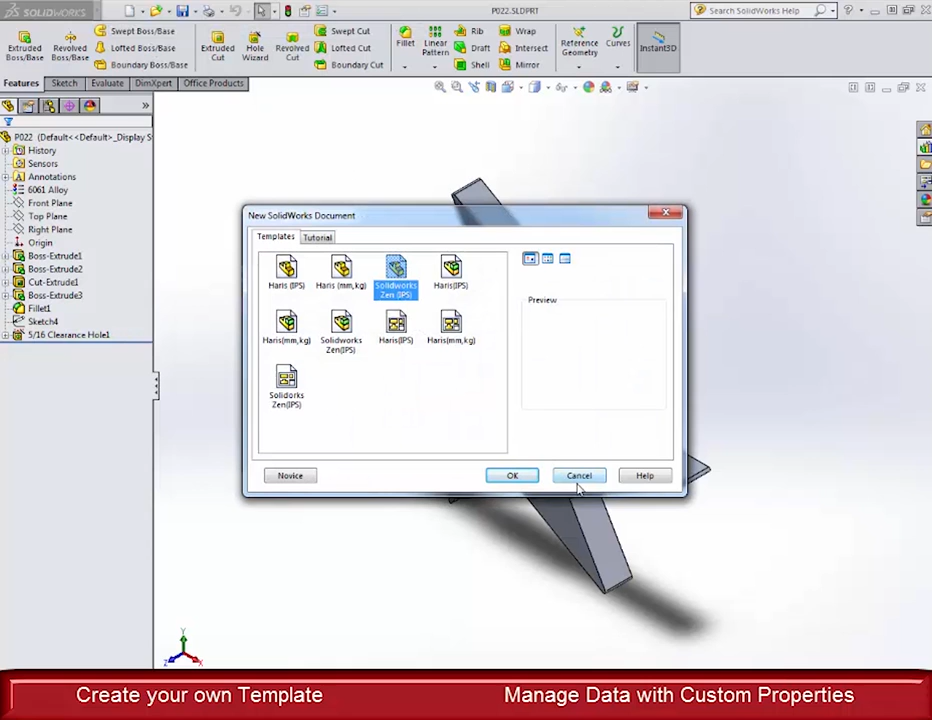 SOLIDWORKS
P022.SLDPRT
Search SolidWorks Help
Extruded Boss/Base
Revolved Boss/Base
Swept Boss/Base
Lofted Boss/Base
Boundary Boss/Base
Extruded Cut
Hole Wizard
Revolved Cut
Swept Cut
Lofted Cut
Boundary Cut
Fillet
Linear Pattern
Rib
Draft
Shell
Wrap
Intersect
Mirror
Reference Geometry
Curves
Instant3D
Features
Sketch
Evaluate
DimXpert
Office Products
P022 (Default<<Default>_Display S
History
Sensors
Annotations
6061 Alloy
Front Plane
Top Plane
Right Plane
Origin
Boss-Extrude1
Boss-Extrude2
Cut-Extrude1
Boss-Extrude3
Fillet1
Sketch4
5/16 Clearance Hole1
New SolidWorks Document
Templates
Tutorial
Haris (IPS)
Haris (mm,kg)
Solidworks Zen (IPS)
Haris(IPS)
Haris(mm,kg)
Solidworks Zen(IPS)
Haris(IPS)
Haris(mm,kg)
Solidorks Zen(IPS)
Preview
Novice
OK
Cancel
Help
Y
Z
X
Create your own Template
Manage Data with Custom Properties